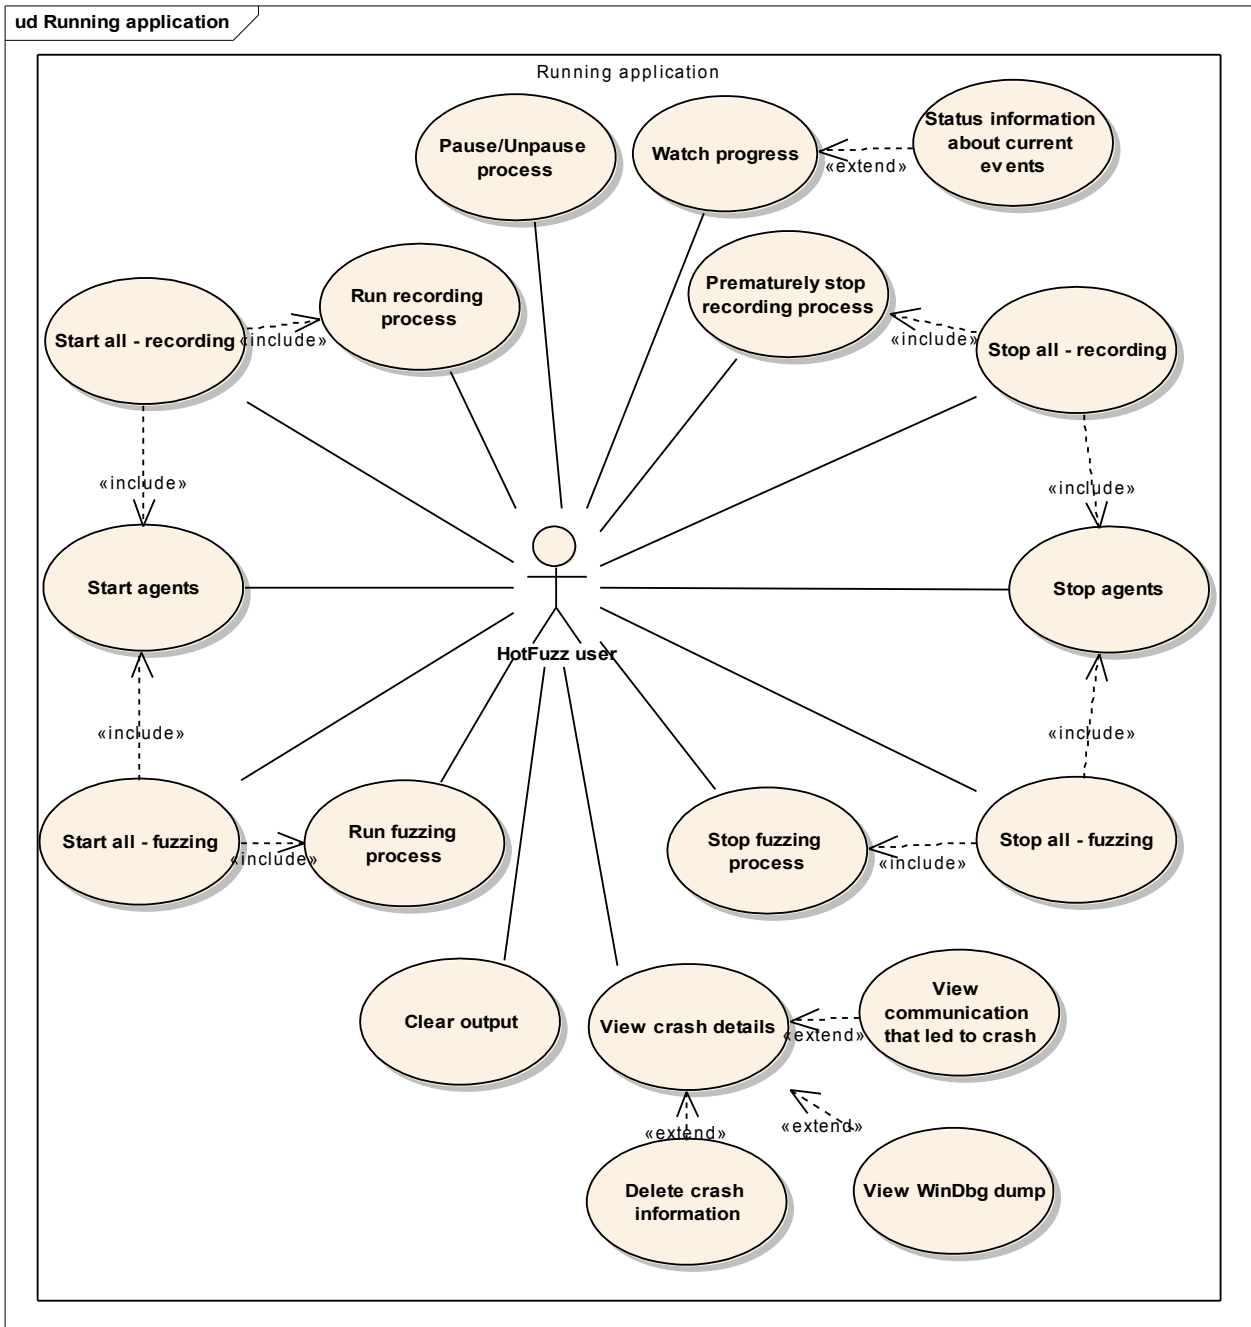 ud Running application
Running application
Pause/Unpause
process
Watch progress
Status information
about current
events
«extend»
Run recording
process
Prematurely stop
recording process
Start all - recording
«include»
«include»
Stop all - recording
«include»
«include»
Start agents
HotFuzz user
Stop agents
«include»
«include»
Start all - fuzzing
«include»
Run fuzzing
process
Stop fuzzing
process
«include»
Stop all - fuzzing
Clear output
View crash details
«extend»
View
communication
that led to crash
«extend»
«extend»
Delete crash
information
View WinDbg dump